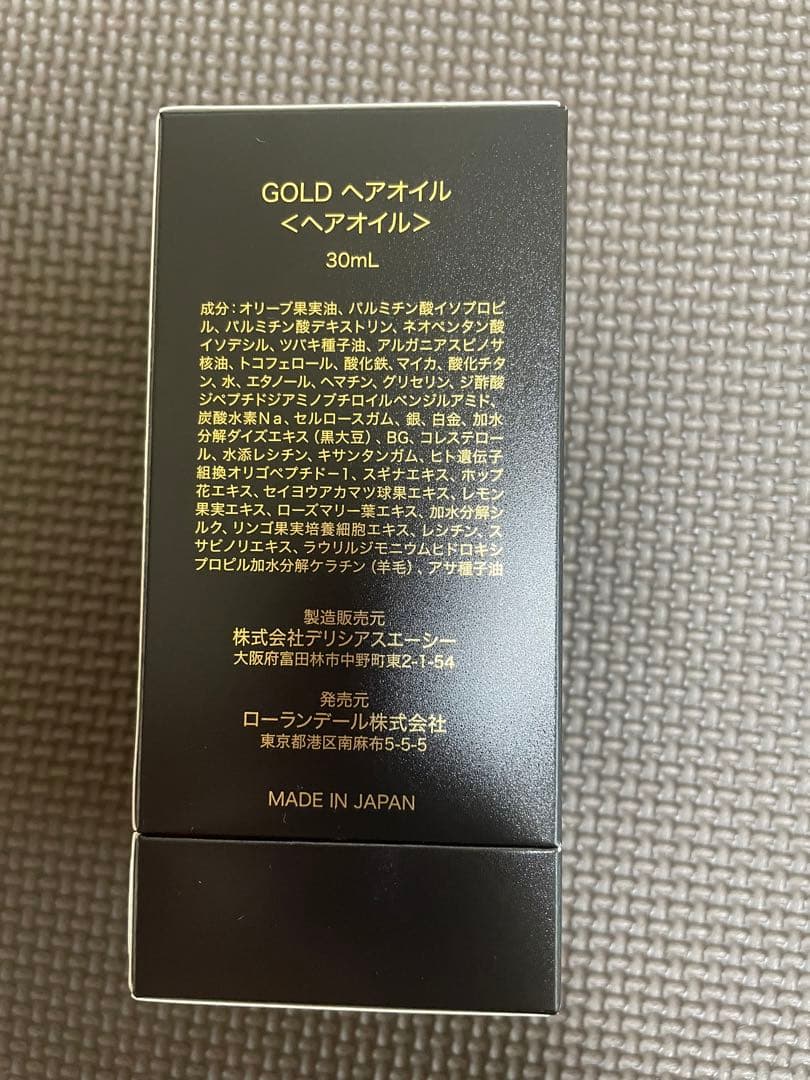 GOLD ヘアオイル
<ヘアオイル>
30mL
成分：オリーブ果実油、パルミチン酸イソプロピ
ル、パルミチン酸デキストリン、ネオペンタン酸
イソデシル、ツバキ種子油、アルガニアスピノサ
核油、トコフェロール、酸化鉄、マイカ、酸化チタ
ン、水、エタノール、ヘマチン、グリセリン、ジ酢酸
ジペプチドジアミノブチロイルベンジルアミド、
炭酸水素Na、セルロースガム、銀、白金、加水
分解ダイズエキス（黒大豆）、BG、コレステロー
ル、水添レシチン、キサンタンガム、ヒト遺伝子
組換オリゴペプチドー1、スギナエキス、ホップ
花エキス、セイヨウアカマツ球果エキス、レモン
果実エキス、ローズマリー葉エキス、加水分解シ
ルク、リンゴ果実培養細胞エキス、レシチン、ス
サビノリエキス、ラウリルジモニウムヒドロキシ
プロピル加水分解ケラチン（羊毛）、アサ種子油
製造販売元
株式会社デリシアスエーシー
大阪府富田林市中野町東2-1-54
発売元
ローランデール株式会社
東京都港区南麻布5-5-5
MADE IN JAPAN